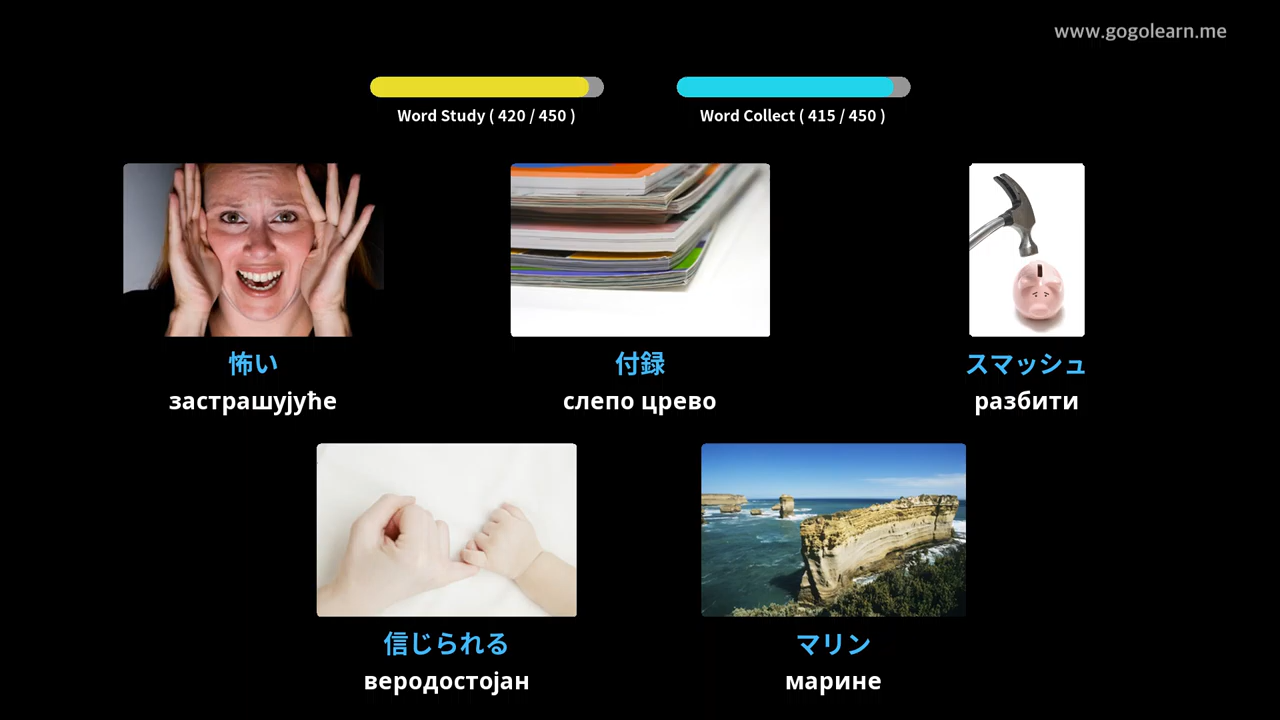 www.gogolearn.me
Word Study ( 420 / 450 )
Word Collect ( 415 / 450 )
怖い
застрашујуће
付録
слепо црево
スマッシュ
разбити
信じられる
веродостојан
マリン
марине